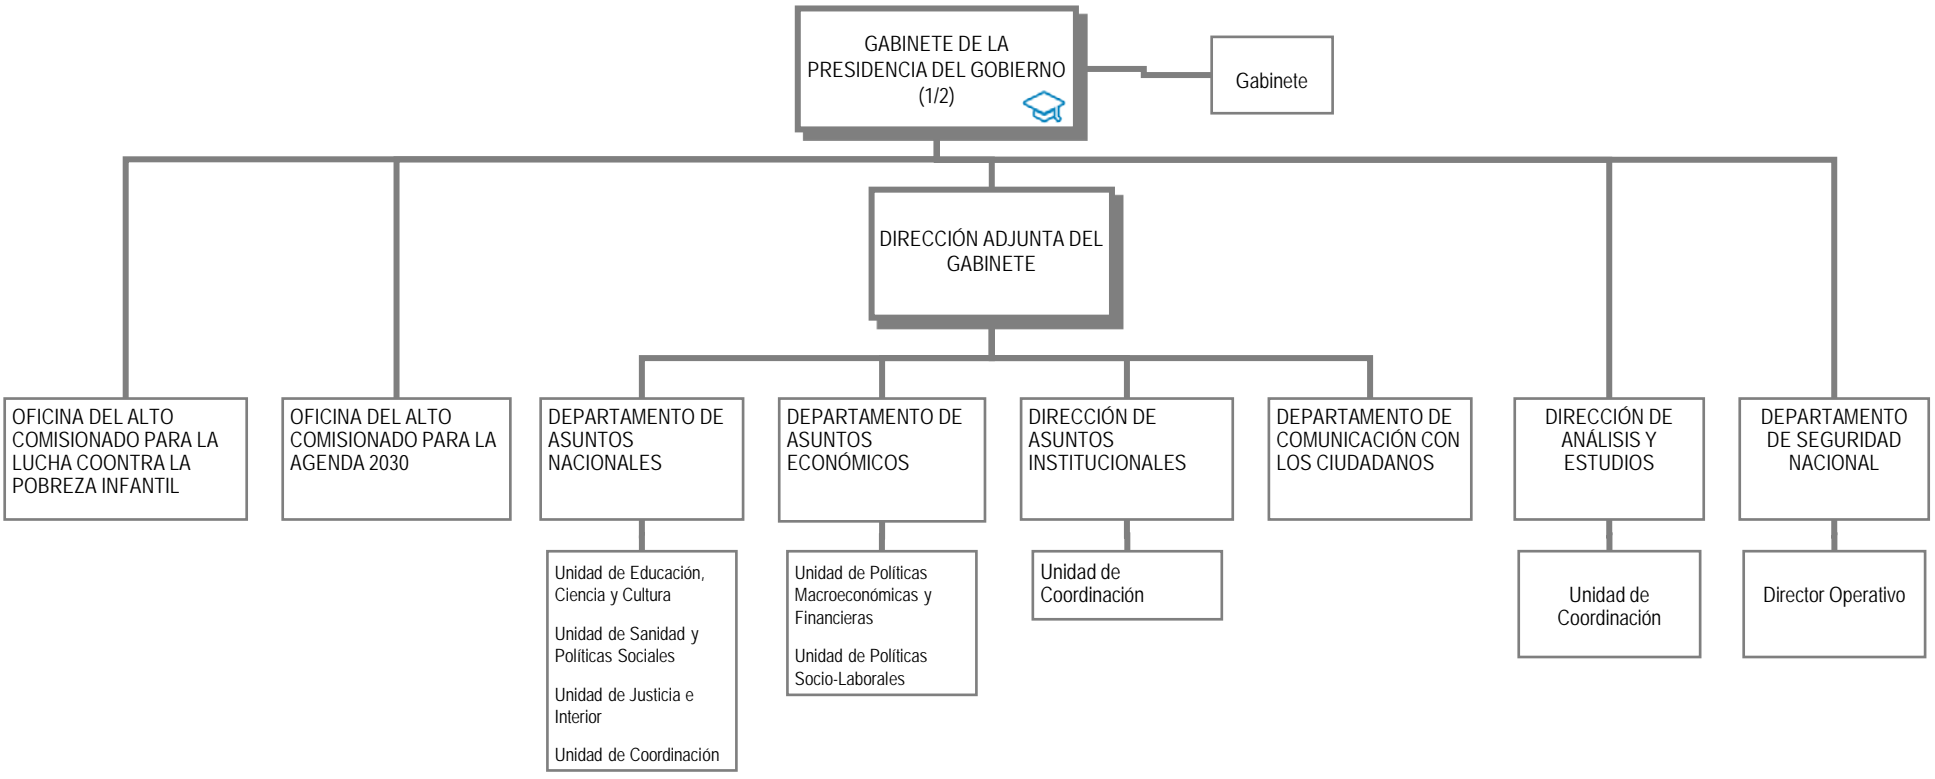 GABINETE DE LA
PRESIDENCIA DEL GOBIERNO
(1/2)
Gabinete
DIRECCIÓN ADJUNTA DEL
GABINETE
OFICINA DEL ALTO
COMISIONADO PARA LA
LUCHA COONTRA LA
POBREZA INFANTIL
OFICINA DEL ALTO
COMISIONADO PARA LA
AGENDA 2030
DEPARTAMENTO DE
ASUNTOS
NACIONALES
DEPARTAMENTO DE
ASUNTOS
ECONÓMICOS
DIRECCIÓN DE
ASUNTOS
INSTITUCIONALES
DEPARTAMENTO DE
COMUNICACIÓN CON
LOS CIUDADANOS
DIRECCIÓN DE
ANÁLISIS Y
ESTUDIOS
DEPARTAMENTO
DE SEGURIDAD
NACIONAL
Unidad de Educación,
Ciencia y Cultura
Unidad de Sanidad y
Políticas Sociales
Unidad de Justicia e
Interior
Unidad de Coordinación
Unidad de Políticas
Macroeconómicas y
Financieras
Unidad de Políticas
Socio-Laborales
Unidad de
Coordinación
Unidad de
Coordinación
Director Operativo